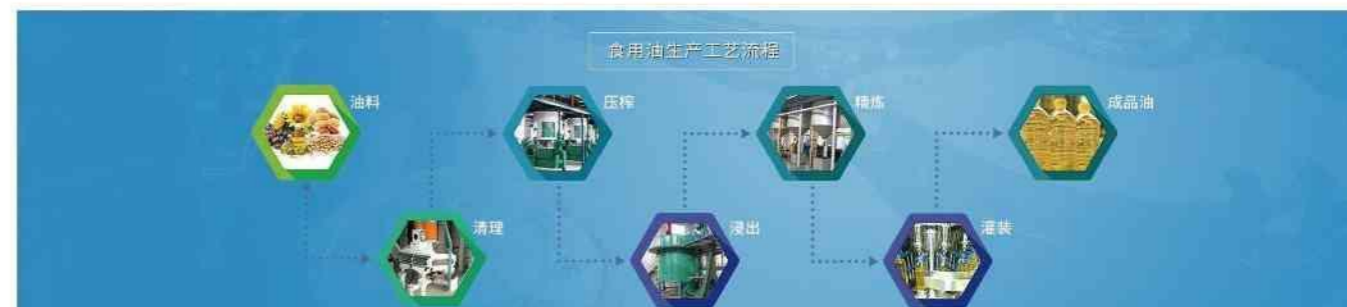 食用油生产工艺流程
油料
压榨
精炼
成品油
清理
浸出
灌装